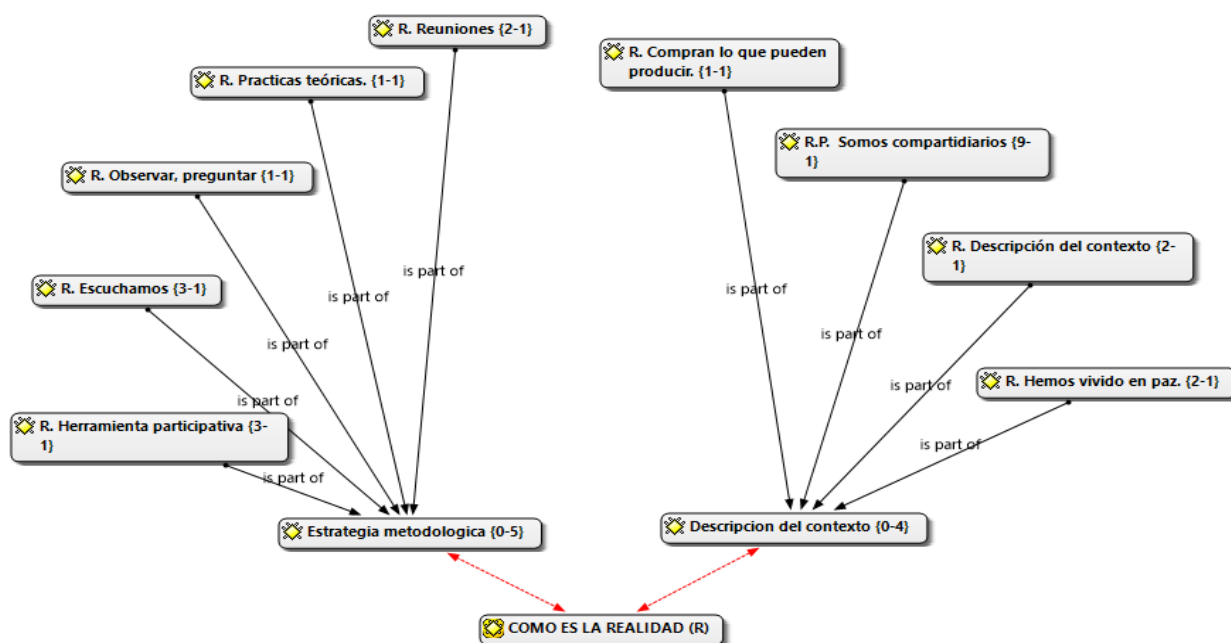 R. Reuniones {2-1}
R. Compran lo que pueden
producir. {1-1}
R. Practicas teóricas. {1-1}
R.P.  Somos compartidiarios {9-
1}
R. Observar, preguntar {1-1}
R. Descripción del contexto {2-
1}
is part of
R. Escuchamos {3-1}
is part of
is part of
is part of
is part of
R. Hemos vivido en paz. {2-1}
is part of
is part of
R. Herramienta participativa {3-
1}
is part of
is part of
Estrategia metodologica {0-5}
Descripcion del contexto {0-4}
COMO ES LA REALIDAD (R)